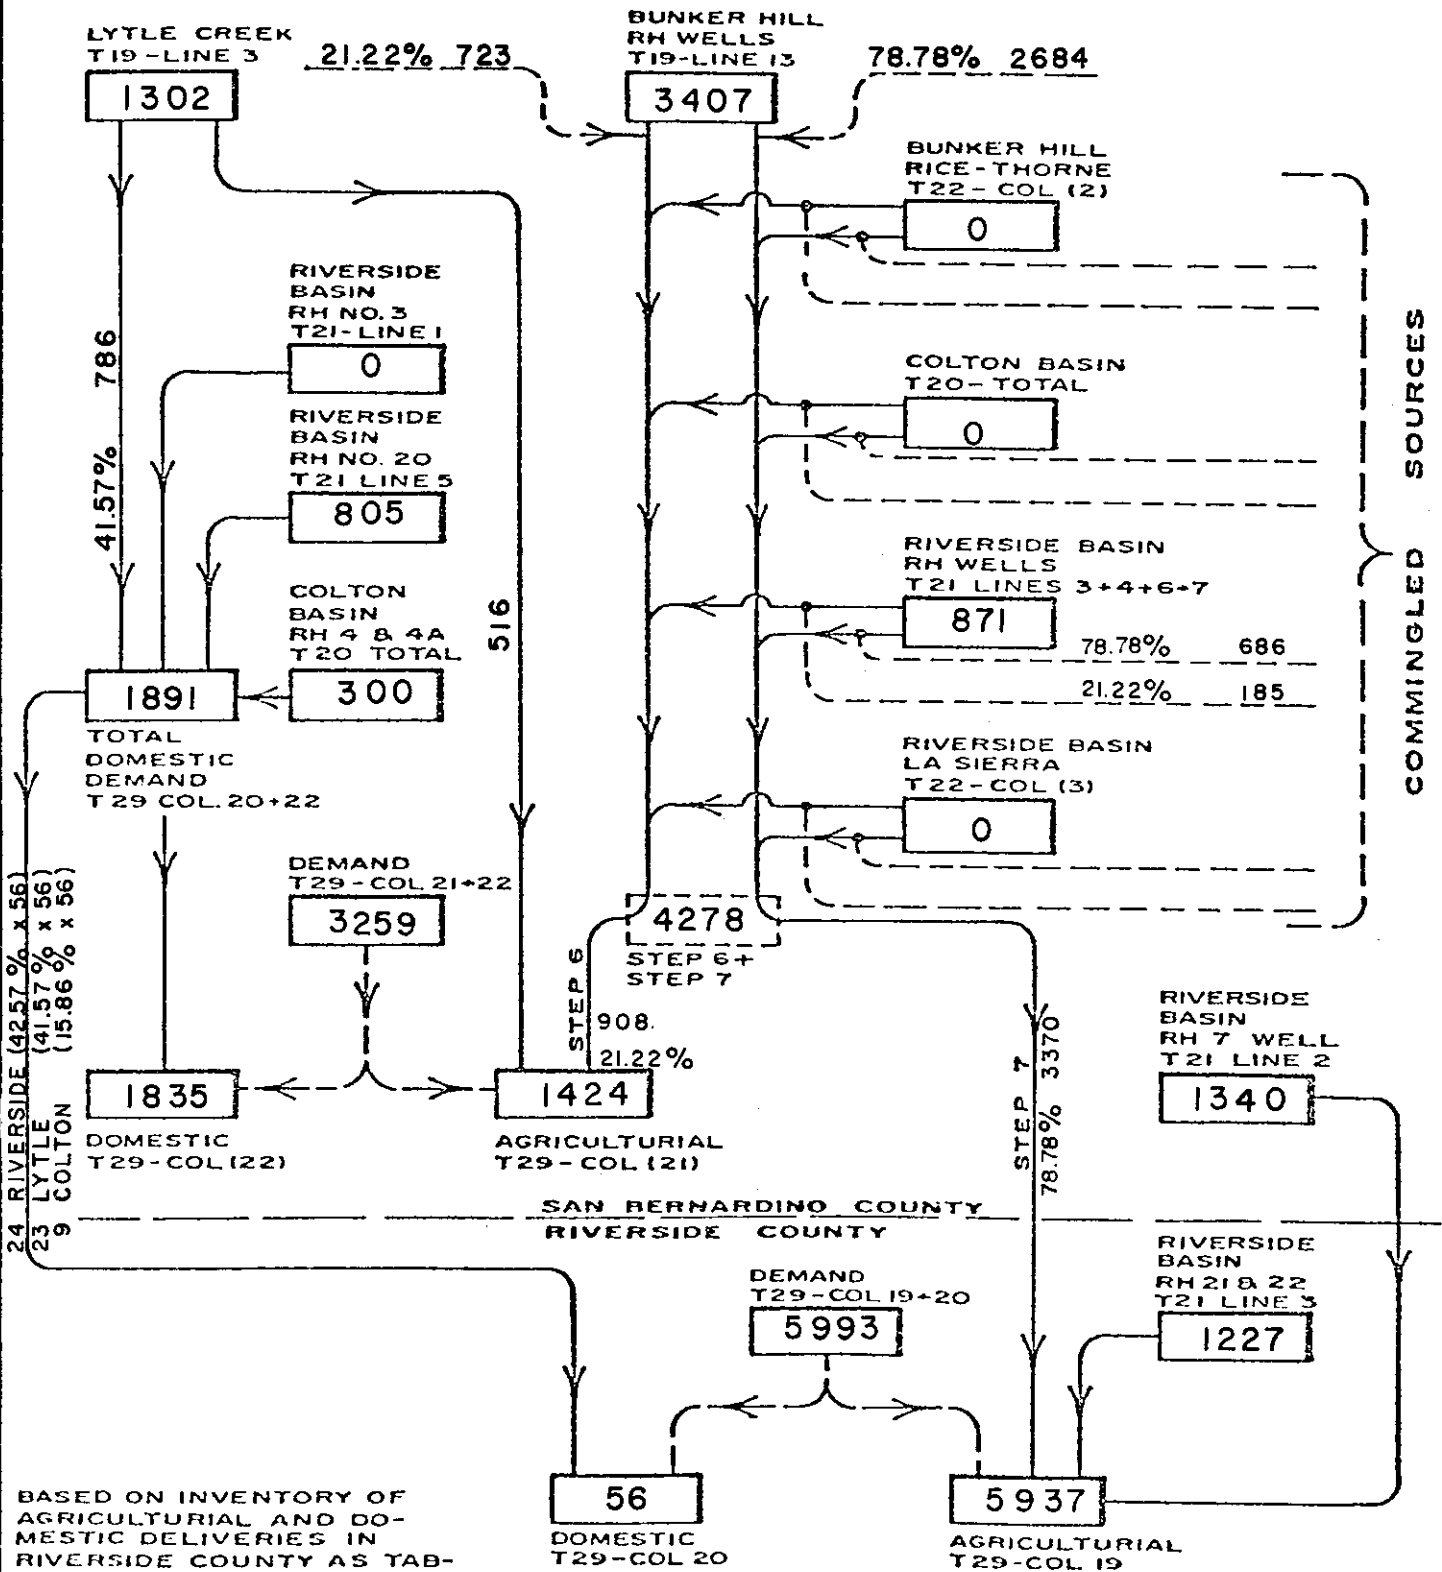 LYTLE CREEK
T19-LINE 3
1302
21.22% 723
BUNKER HILL
RH WELLS
T19-LINE 13
3407
78.78% 2684
BUNKER HILL
RICE-THORNE
T22-COL (2)
0
RIVERSIDE
BASIN
RH NO. 3
T21-LINE 1
0
786
41.57%
COLTON BASIN
T20-TOTAL
0
RIVERSIDE
BASIN
RH NO. 20
T21 LINE 5
805
COMMINGLED SOURCES
RIVERSIDE BASIN
RH WELLS
T21 LINES 3+4+6+7
871
78.78% 686
21.22% 185
COLTON
BASIN
RH 4 & 4A
T20 TOTAL
300
516
1891
TOTAL
DOMESTIC
DEMAND
T29 COL. 20+22
RIVERSIDE BASIN
LA SIERRA
T22-COL (3)
0
DEMAND
T29-COL 21+22
3259
4278
STEP 6+
STEP 7
STEP 6
908.
21.22%
24 RIVERSIDE (42.57% x 56)
23 LYTLE (41.57% x 56)
9 COLTON (15.86% x 56)
1835
DOMESTIC
T29-COL (22)
1424
AGRICULTURIAL
T29-COL (21)
STEP 7
78.78% 3370
RIVERSIDE
BASIN
RH 7 WELL
T21 LINE 2
1340
SAN BERNARDINO COUNTY
RIVERSIDE COUNTY
RIVERSIDE
BASIN
RH 21 & 22
T21 LINE 3
1227
DEMAND
T29-COL 19+20
5993
56
DOMESTIC
T29-COL 20
5937
AGRICULTURIAL
T29-COL 19
BASED ON INVENTORY OF
AGRICULTURIAL AND DO-
MESTIC DELIVERIES IN
RIVERSIDE COUNTY AS TAB-